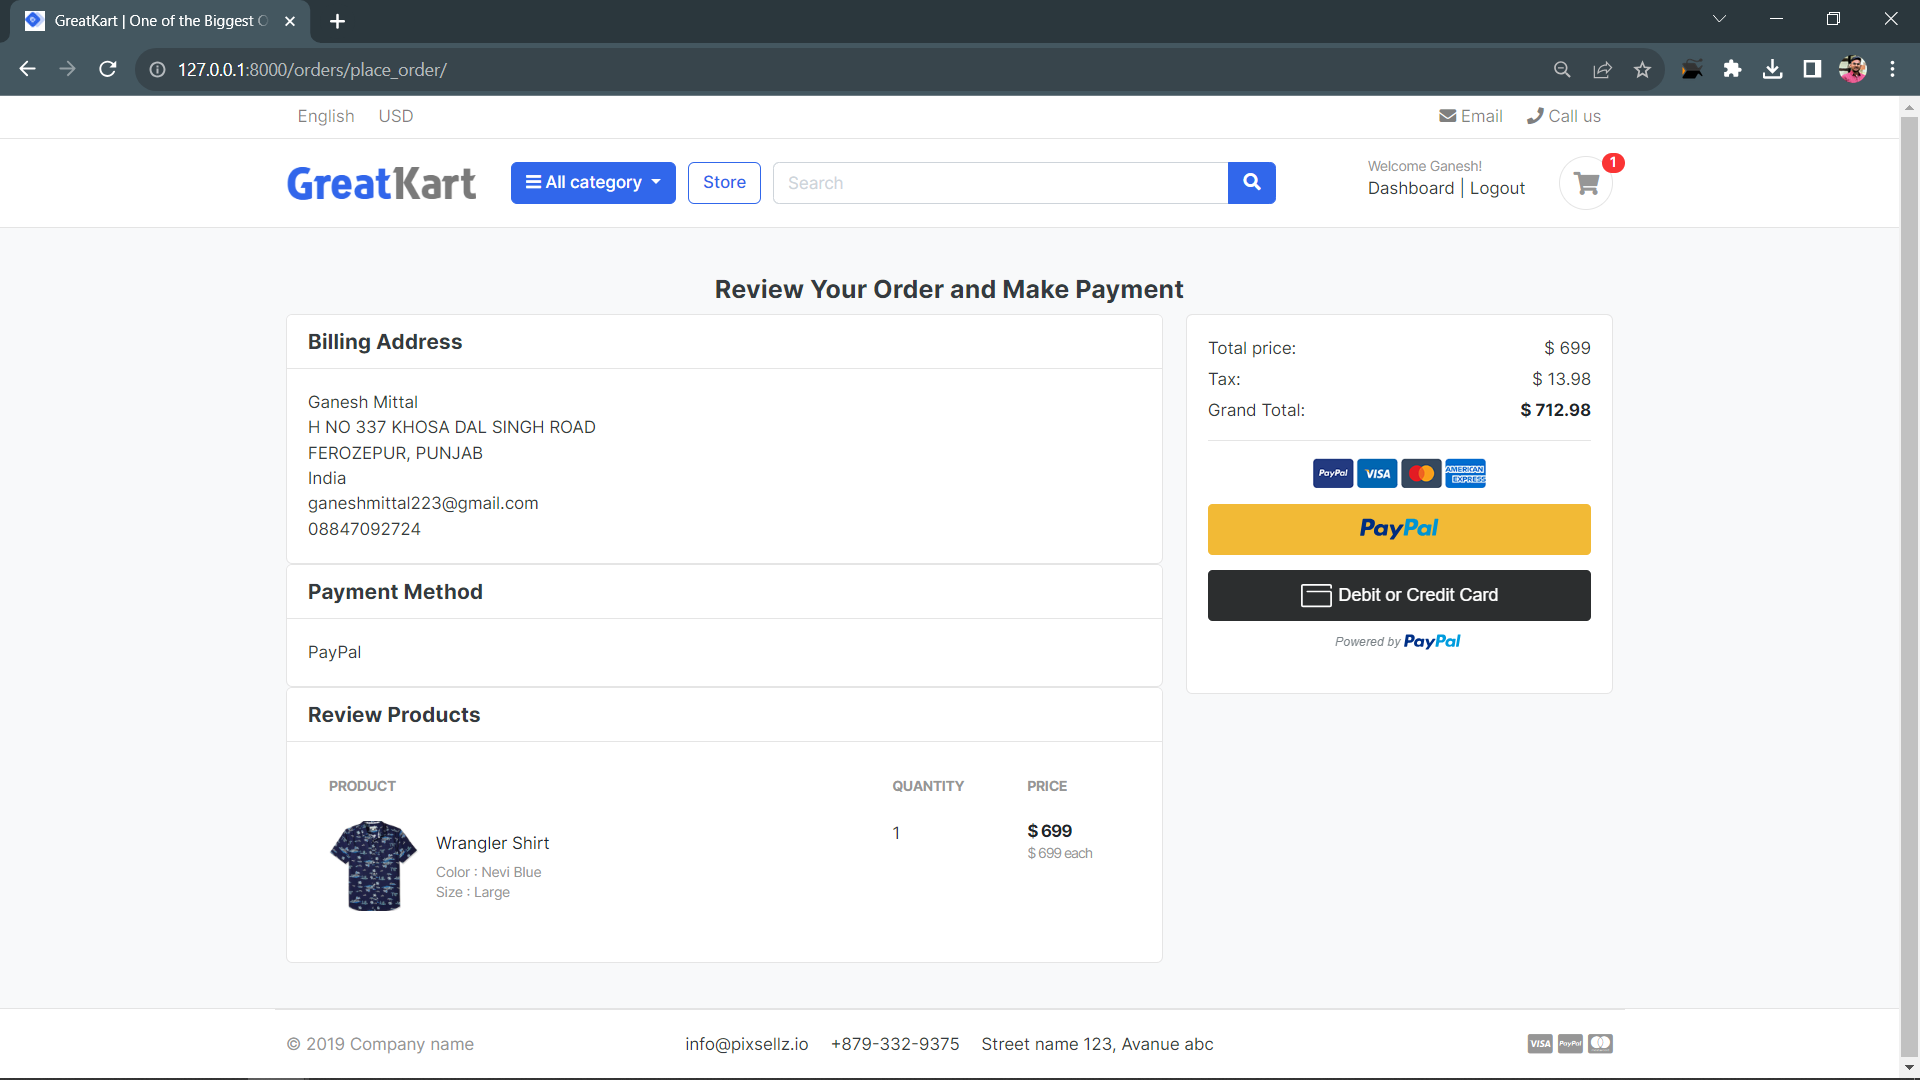 GreatKart | One of the Biggest O
127.0.0.1:8000/orders/place_order/
English USD
Email Call us
GreatKart
All category
Store
Search
Welcome Ganesh!
Dashboard | Logout
1
Review Your Order and Make Payment
Billing Address
Ganesh Mittal
H NO 337 KHOSA DAL SINGH ROAD
FEROZEPUR, PUNJAB
India
ganeshmittal223@gmail.com
08847092724
Payment Method
PayPal
Review Products
PRODUCT QUANTITY PRICE
Wrangler Shirt
Color : Nevi Blue
Size : Large
1
$ 699
$ 699 each
Total price: $ 699
Tax: $ 13.98
Grand Total: $ 712.98
PayPal VISA AMERICAN EXPRESS
PayPal
Debit or Credit Card
Powered by PayPal
© 2019 Company name info@pixsellz.io +879-332-9375 Street name 123, Avanue abc VISA PayPal